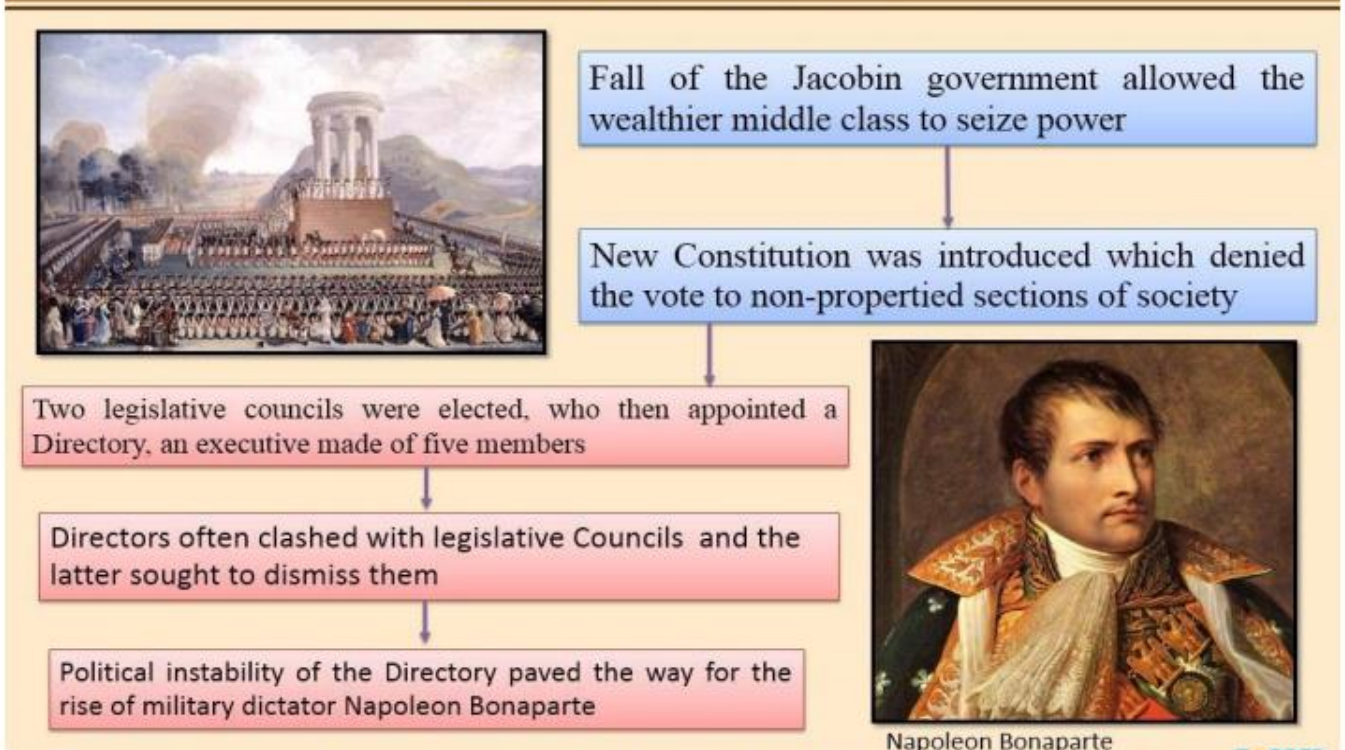 Fall of the Jacobin government allowed the
wealthier middle class to seize power
New Constitution was introduced which denied
the vote to non-propertied sections of society
Two legislative councils were elected, who then appointed a
Directory, an executive made of five members
Directors often clashed with legislative Councils and the
latter sought to dismiss them
Political instability of the Directory paved the way for the
rise of military dictator Napoleon Bonaparte
Napoleon Bonaparte